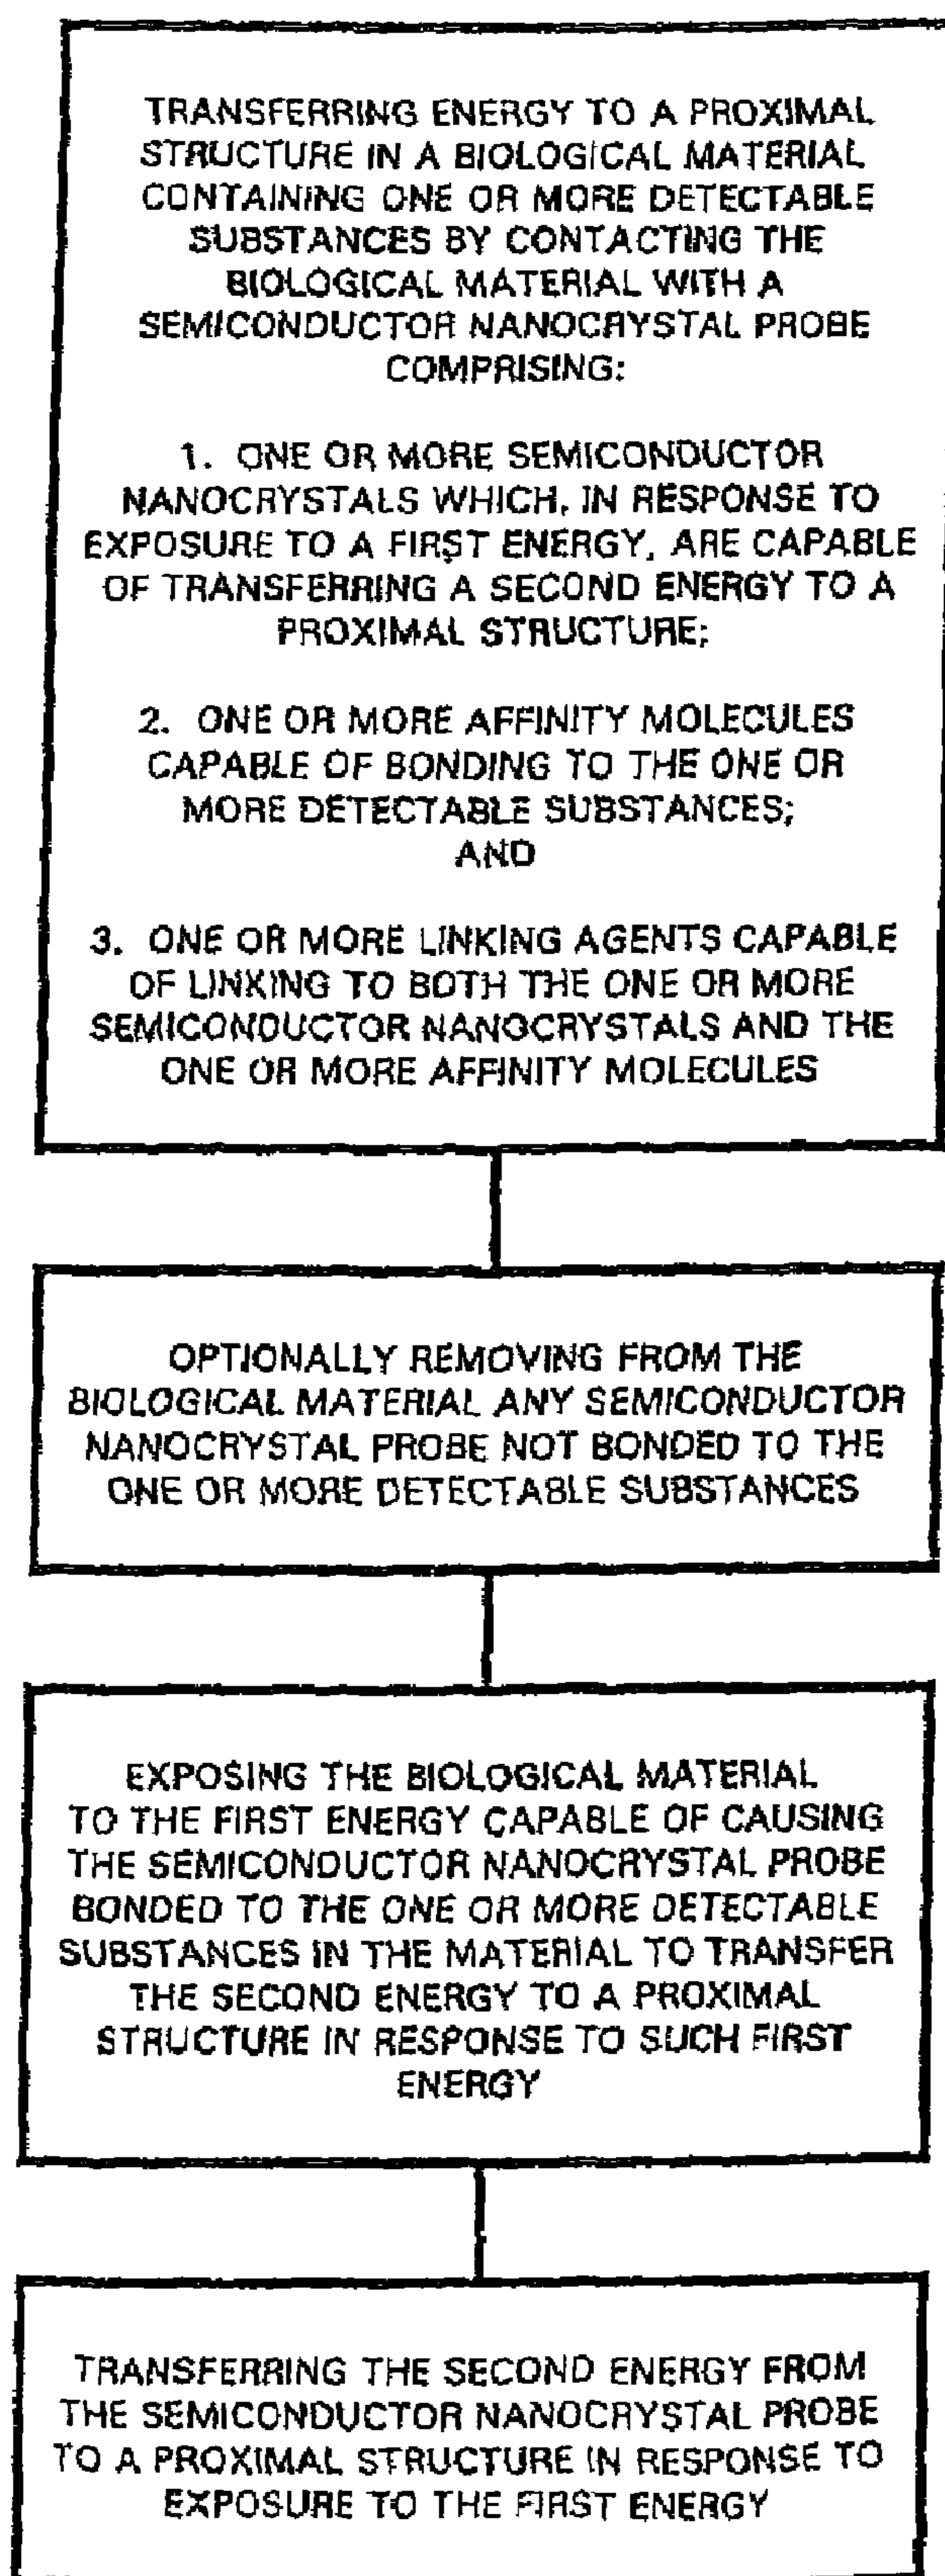 TRANSFERRING ENERGY TO A PROXIMAL
STRUCTURE IN A BIOLOGICAL MATERIAL
CONTAINING ONE OR MORE DETECTABLE
SUBSTANCES BY CONTACTING THE
BIOLOGICAL MATERIAL WITH A
SEMICONDUCTOR NANOCRYSTAL PROBE
COMPRISING:
1. ONE OR MORE SEMICONDUCTOR
NANOCRYSTALS WHICH, IN RESPONSE TO
EXPOSURE TO A FIRST ENERGY, ARE CAPABLE
OF TRANSFERRING A SECOND ENERGY TO A
PROXIMAL STRUCTURE;
2. ONE OR MORE AFFINITY MOLECULES
CAPABLE OF BONDING TO THE ONE OR
MORE DETECTABLE SUBSTANCES;
AND
3. ONE OR MORE LINKING AGENTS CAPABLE
OF LINKING TO BOTH THE ONE OR MORE
SEMICONDUCTOR NANOCRYSTALS AND THE
ONE OR MORE AFFINITY MOLECULES
OPTIONALLY REMOVING FROM THE
BIOLOGICAL MATERIAL ANY SEMICONDUCTOR
NANOCRYSTAL PROBE NOT BONDED TO THE
ONE OR MORE DETECTABLE SUBSTANCES
EXPOSING THE BIOLOGICAL MATERIAL
TO THE FIRST ENERGY CAPABLE OF CAUSING
THE SEMICONDUCTOR NANOCRYSTAL PROBE
BONDED TO THE ONE OR MORE DETECTABLE
SUBSTANCES IN THE MATERIAL TO TRANSFER
THE SECOND ENERGY TO A PROXIMAL
STRUCTURE IN RESPONSE TO SUCH FIRST
ENERGY
TRANSFERRING THE SECOND ENERGY FROM
THE SEMICONDUCTOR NANOCRYSTAL PROBE
TO A PROXIMAL STRUCTURE IN RESPONSE TO
EXPOSURE TO THE FIRST ENERGY